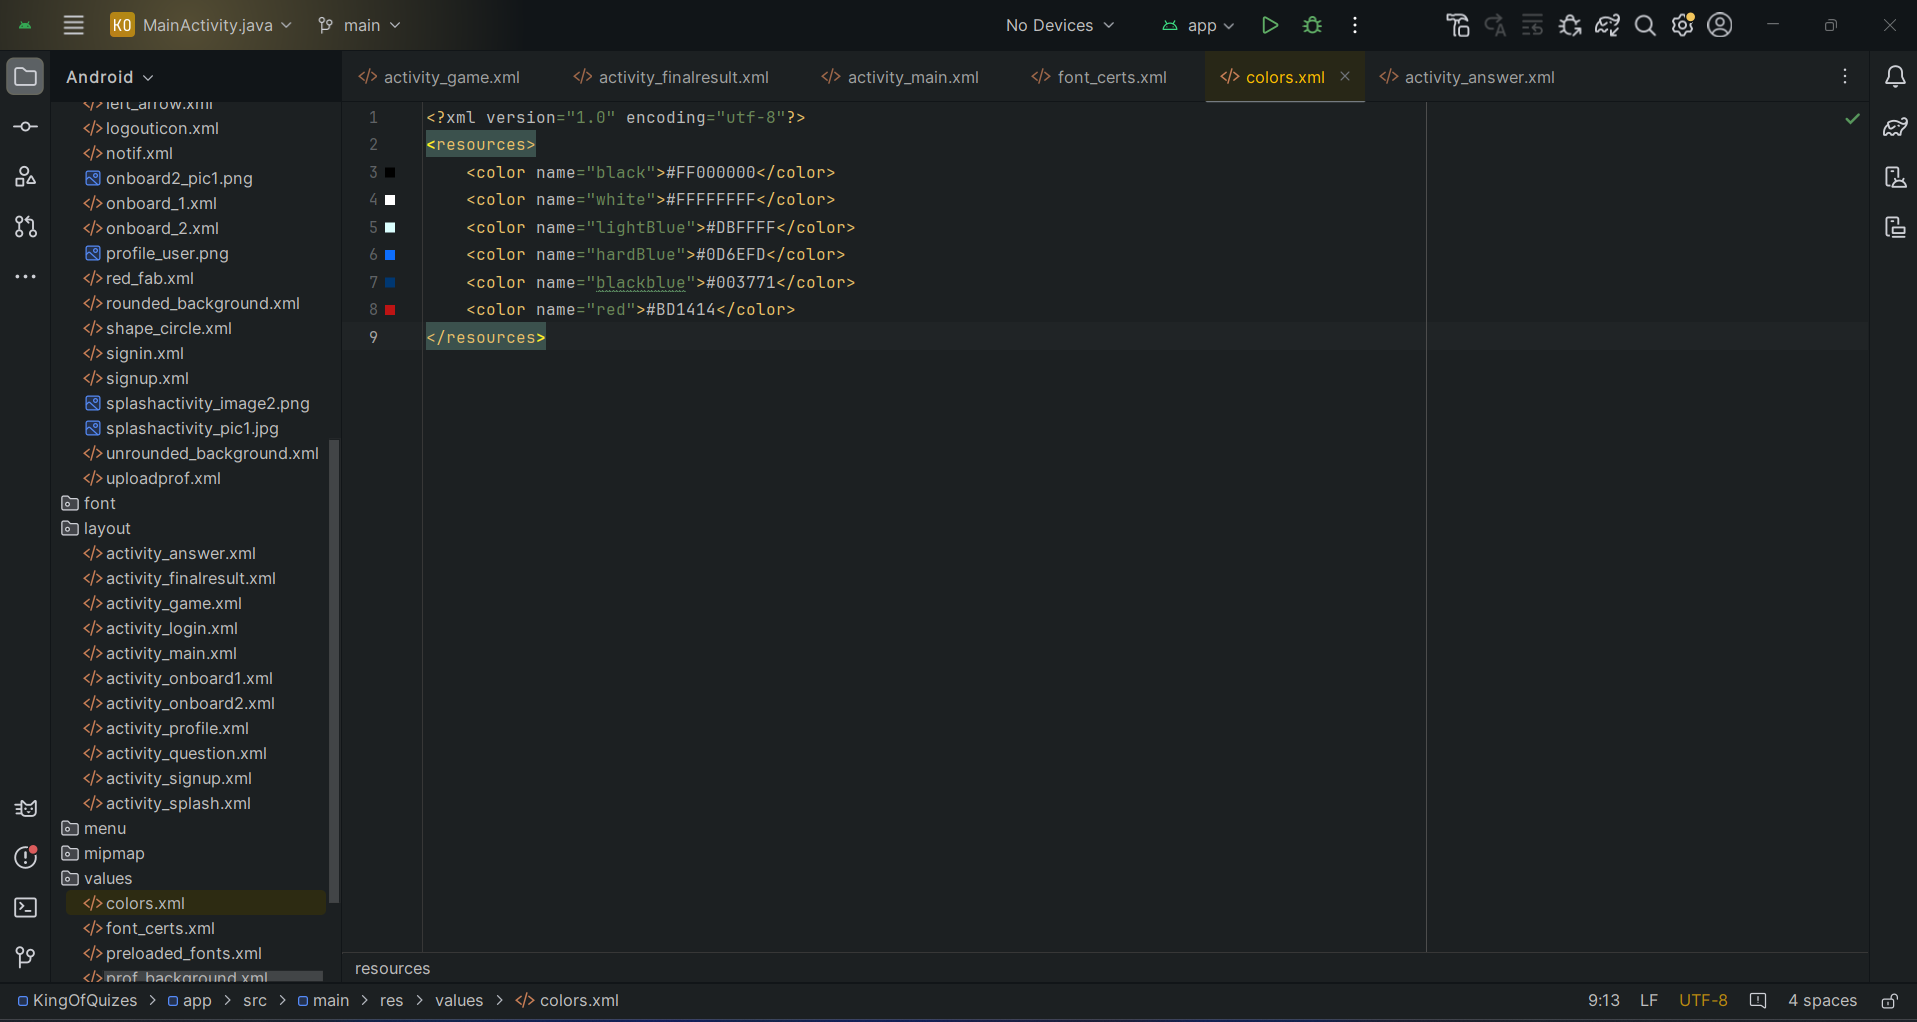 KO MainActivity.java main No Devices app
Android
activity_game.xml activity_finalresult.xml activity_main.xml font_certs.xml colors.xml activity_answer.xml
left_arrow.xml
logouticon.xml
notif.xml
onboard2_pic1.png
onboard_1.xml
onboard_2.xml
profile_user.png
red_fab.xml
rounded_background.xml
shape_circle.xml
signin.xml
signup.xml
splashactivity_image2.png
splashactivity_pic1.jpg
unrounded_background.xml
uploadprof.xml
font
layout
activity_answer.xml
activity_finalresult.xml
activity_game.xml
activity_login.xml
activity_main.xml
activity_onboard1.xml
activity_onboard2.xml
activity_profile.xml
activity_question.xml
activity_signup.xml
activity_splash.xml
menu
mipmap
values
colors.xml
font_certs.xml
preloaded_fonts.xml
prof_background.xml
1 <?xml version="1.0" encoding="utf-8"?>
2 <resources>
3 <color name="black">#FF000000</color>
4 <color name="white">#FFFFFFFF</color>
5 <color name="lightBlue">#DBFFFF</color>
6 <color name="hardBlue">#0D6EFD</color>
7 <color name="blackblue">#003771</color>
8 <color name="red">#BD1414</color>
9 </resources>
resources
KingOfQuizes > app > src > main > res > values > colors.xml 9:13 LF UTF-8 4 spaces